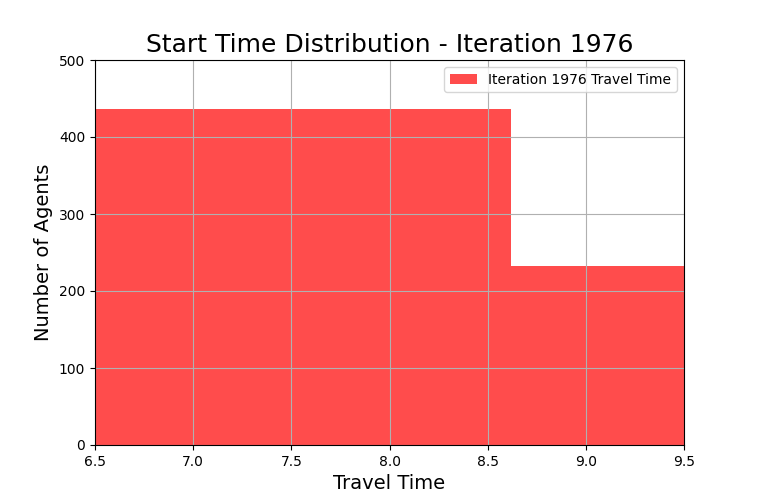 Start Time Distribution - Iteration 1976
Iteration 1976 Travel Time
Number of Agents
500
400
300
200
100
0
6.5 7.0 7.5 8.0 8.5 9.0 9.5
Travel Time